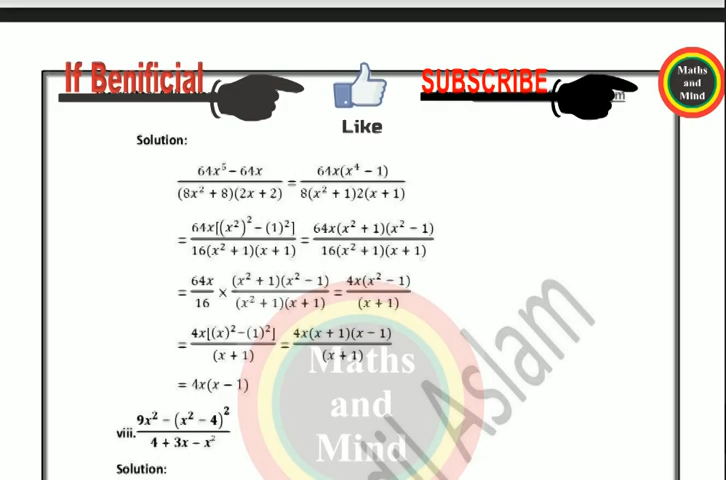 If Benificial
SUBSCRIBE
Maths
and
Mind
m
Like
Solution:
64x⁵ − 64x / (8x² + 8)(2x + 2) = 64x(x⁴ − 1) / 8(x² + 1)2(x + 1)
= 64x[(x²)² − (1)²] / 16(x² + 1)(x + 1) = 64x(x² + 1)(x² − 1) / 16(x² + 1)(x + 1)
= 64x / 16 × (x² + 1)(x² − 1) / (x² + 1)(x + 1) = 4x(x² − 1) / (x + 1)
= 4x[(x)² − (1)²] / (x + 1) = 4x(x + 1)(x − 1) / (x + 1)
= 4x(x − 1)
viii. 9x² − (x² − 4)² / 4 + 3x − x²
Solution:
Maths
and
Mind
Aslam